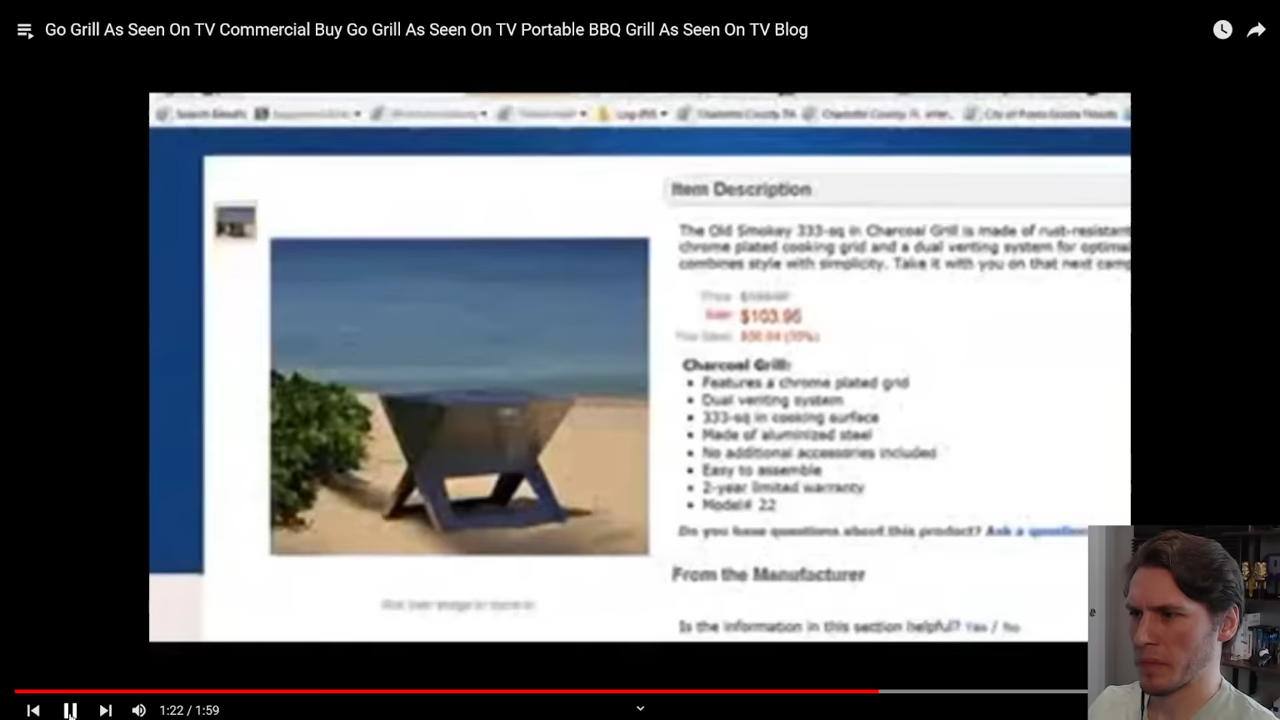 Go Grill As Seen On TV Commercial Buy Go Grill As Seen On TV Portable BBQ Grill As Seen On TV Blog
Search Results
Item Description
The Old Smokey 333-sq in Charcoal Grill is made of rust-resistant
chrome plated cooking grid and a dual venting system for optimal
combines style with simplicity. Take it with you on that next camp
$103.95
Charcoal Grill:
• Features a chrome plated grid
• Dual venting system
• 333-sq in cooking surface
• Made of aluminized steel
• No additional accessories included
• Easy to assemble
• 2-year limited warranty
• Model# 22
Do you have questions about this product? Ask a question
From the Manufacturer
Is the information in this section helpful? Yes / No
1:22 / 1:59